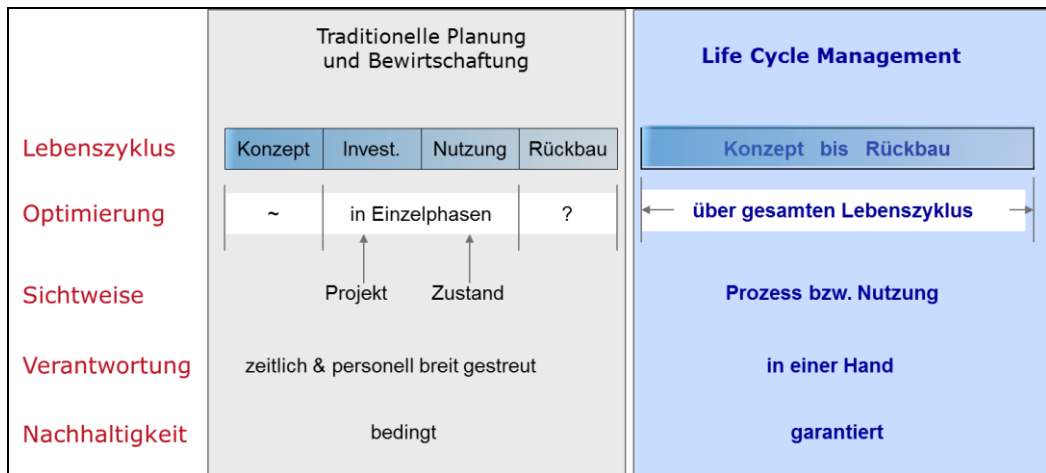 Traditionelle Planung
und Bewirtschaftung
Life Cycle Management
Lebenszyklus
Konzept Invest. Nutzung Rückbau
Konzept bis Rückbau
Optimierung
~ in Einzelphasen ?
über gesamten Lebenszyklus
Sichtweise
Projekt Zustand
Prozess bzw. Nutzung
Verantwortung
zeitlich & personell breit gestreut
in einer Hand
Nachhaltigkeit
bedingt
garantiert